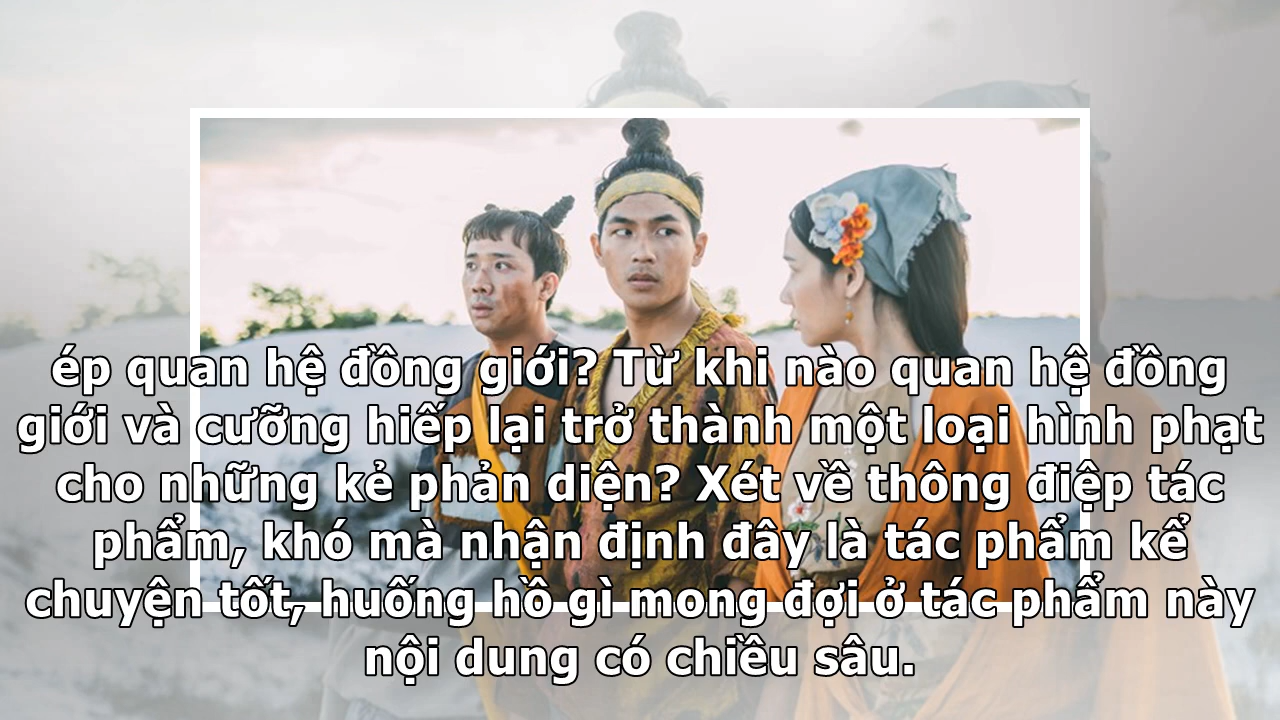 ép quan hệ đồng giới? Từ khi nào quan hệ đồng
giới và cưỡng hiếp lại trở thành một loại hình phạt
cho những kẻ phản diện? Xét về thông điệp tác
phẩm, khó mà nhận định đây là tác phẩm kể
chuyện tốt, huống hồ gì mong đợi ở tác phẩm này
nội dung có chiều sâu.